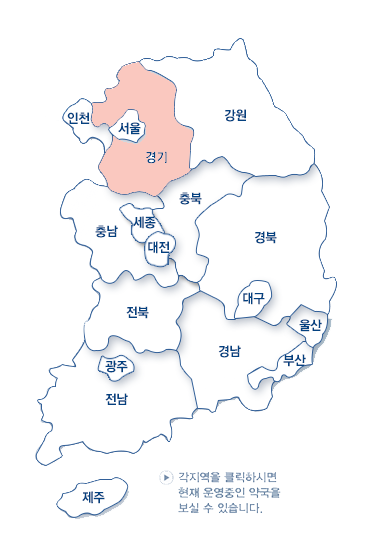 강원
인천
서울
경기
충북
세종
충남
경북
대전
대구
전북
울산
경남
부산
광주
전남
제주
각지역을 클릭하시면
현재 운영중인 약국을
보실 수 있습니다.